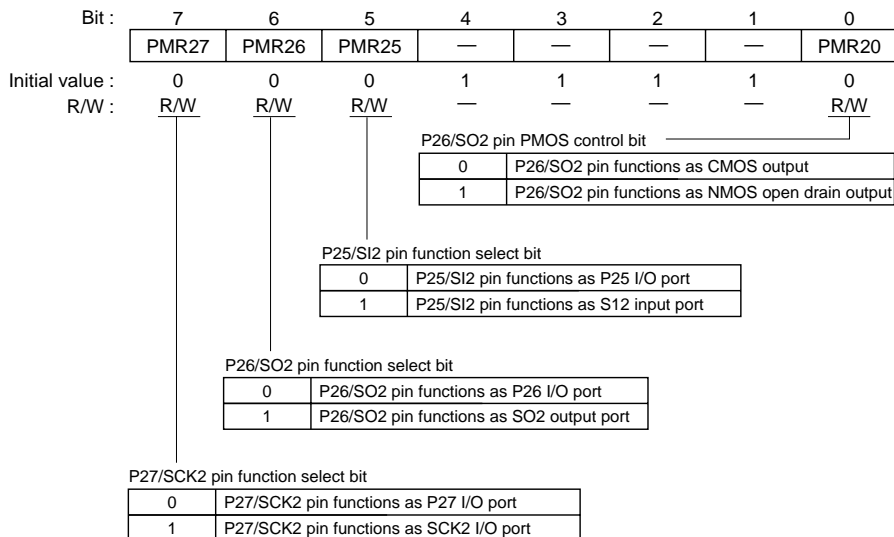 Bit : 7 6 5 4 3 2 1 0
PMR27 PMR26 PMR25 — — — — PMR20
Initial value : 0 0 0 1 1 1 1 0
R/W : R/W R/W R/W — — — — R/W
P26/SO2 pin PMOS control bit
0 P26/SO2 pin functions as CMOS output
1 P26/SO2 pin functions as NMOS open drain output
P25/SI2 pin function select bit
0 P25/SI2 pin functions as P25 I/O port
1 P25/SI2 pin functions as S12 input port
P26/SO2 pin function select bit
0 P26/SO2 pin functions as P26 I/O port
1 P26/SO2 pin functions as SO2 output port
P27/SCK2 pin function select bit
0 P27/SCK2 pin functions as P27 I/O port
1 P27/SCK2 pin functions as SCK2 I/O port